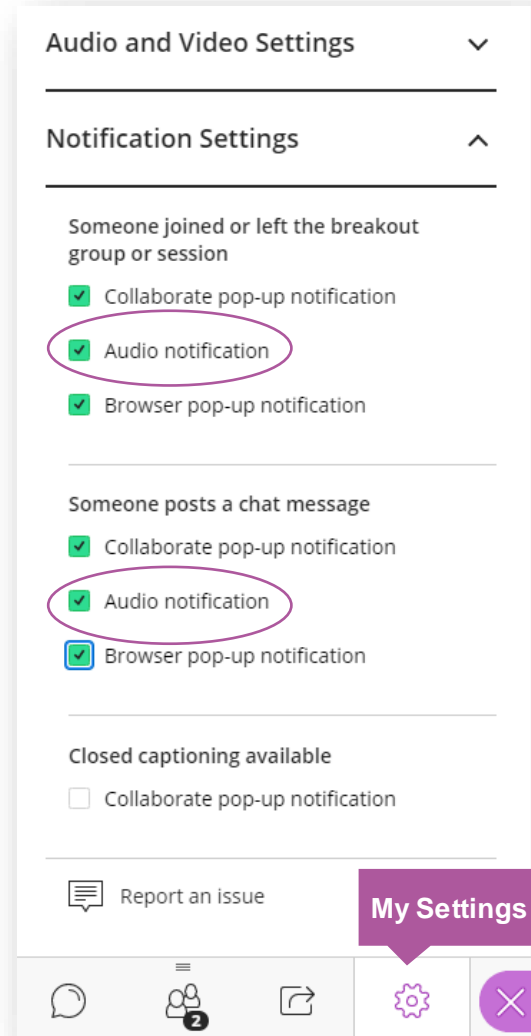 Audio and Video Settings
Notification Settings
Someone joined or left the breakout
group or session
Collaborate pop-up notification
Audio notification
Browser pop-up notification
Someone posts a chat message
Collaborate pop-up notification
Audio notification
Browser pop-up notification
Closed captioning available
Collaborate pop-up notification
Report an issue
My Settings
2